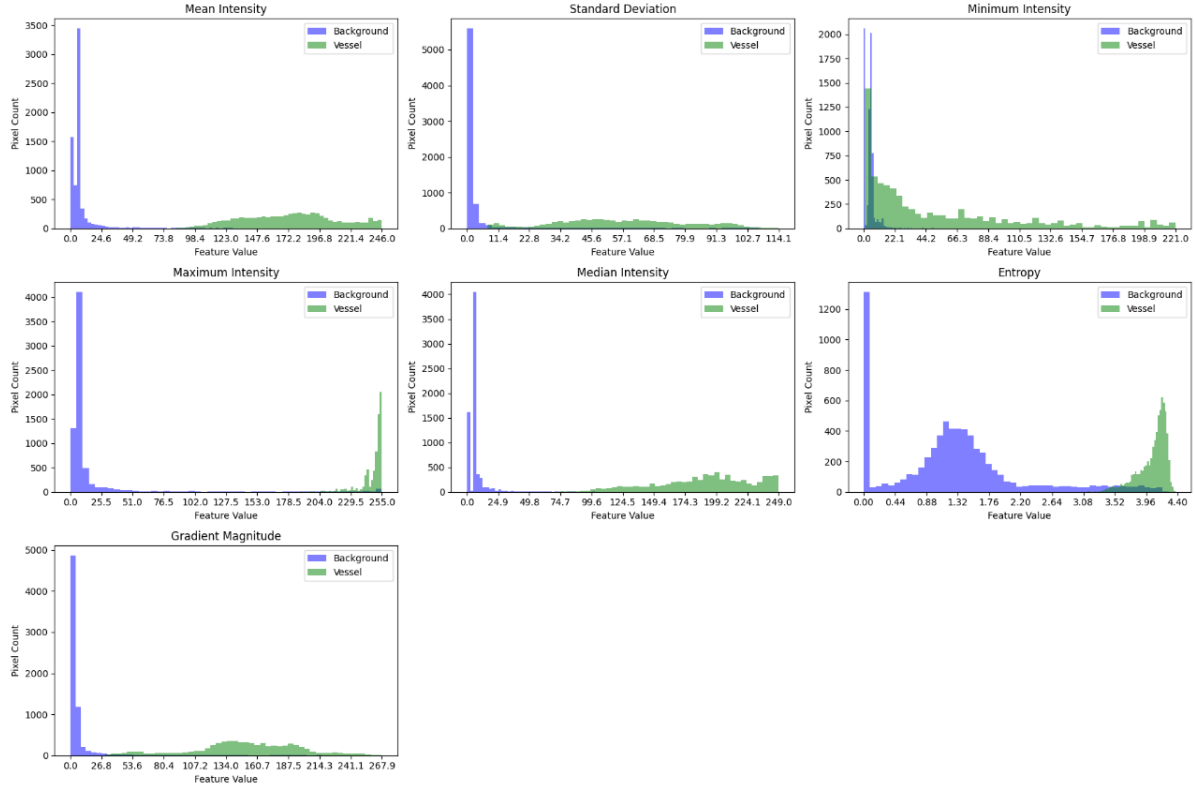 Mean Intensity
3500
3000
2500
2000
1500
1000
500
0
Pixel Count
Background
Vessel
0.0 24.6 49.2 73.8 98.4 123.0 147.6 172.2 196.8 221.4 246.0
Feature Value
Standard Deviation
5000
4000
3000
2000
1000
0
Pixel Count
Background
Vessel
0.0 11.4 22.8 34.2 45.6 57.1 68.5 79.9 91.3 102.7 114.1
Feature Value
Minimum Intensity
2000
1750
1500
1250
1000
750
500
250
0
Pixel Count
Background
Vessel
0.0 22.1 44.2 66.3 88.4 110.5 132.6 154.7 176.8 198.9 221.0
Feature Value
Maximum Intensity
4000
3500
3000
2500
2000
1500
1000
500
0
Pixel Count
Background
Vessel
0.0 25.5 51.0 76.5 102.0 127.5 153.0 178.5 204.0 229.5 255.0
Feature Value
Median Intensity
4000
3500
3000
2500
2000
1500
1000
500
0
Pixel Count
Background
Vessel
0.0 24.9 49.8 74.7 99.6 124.5 149.4 174.3 199.2 224.1 249.0
Feature Value
Entropy
1200
1000
800
600
400
200
0
Pixel Count
Background
Vessel
0.00 0.44 0.88 1.32 1.76 2.20 2.64 3.08 3.52 3.96 4.40
Feature Value
Gradient Magnitude
5000
4000
3000
2000
1000
0
Pixel Count
Background
Vessel
0.0 26.8 53.6 80.4 107.2 134.0 160.7 187.5 214.3 241.1 267.9
Feature Value